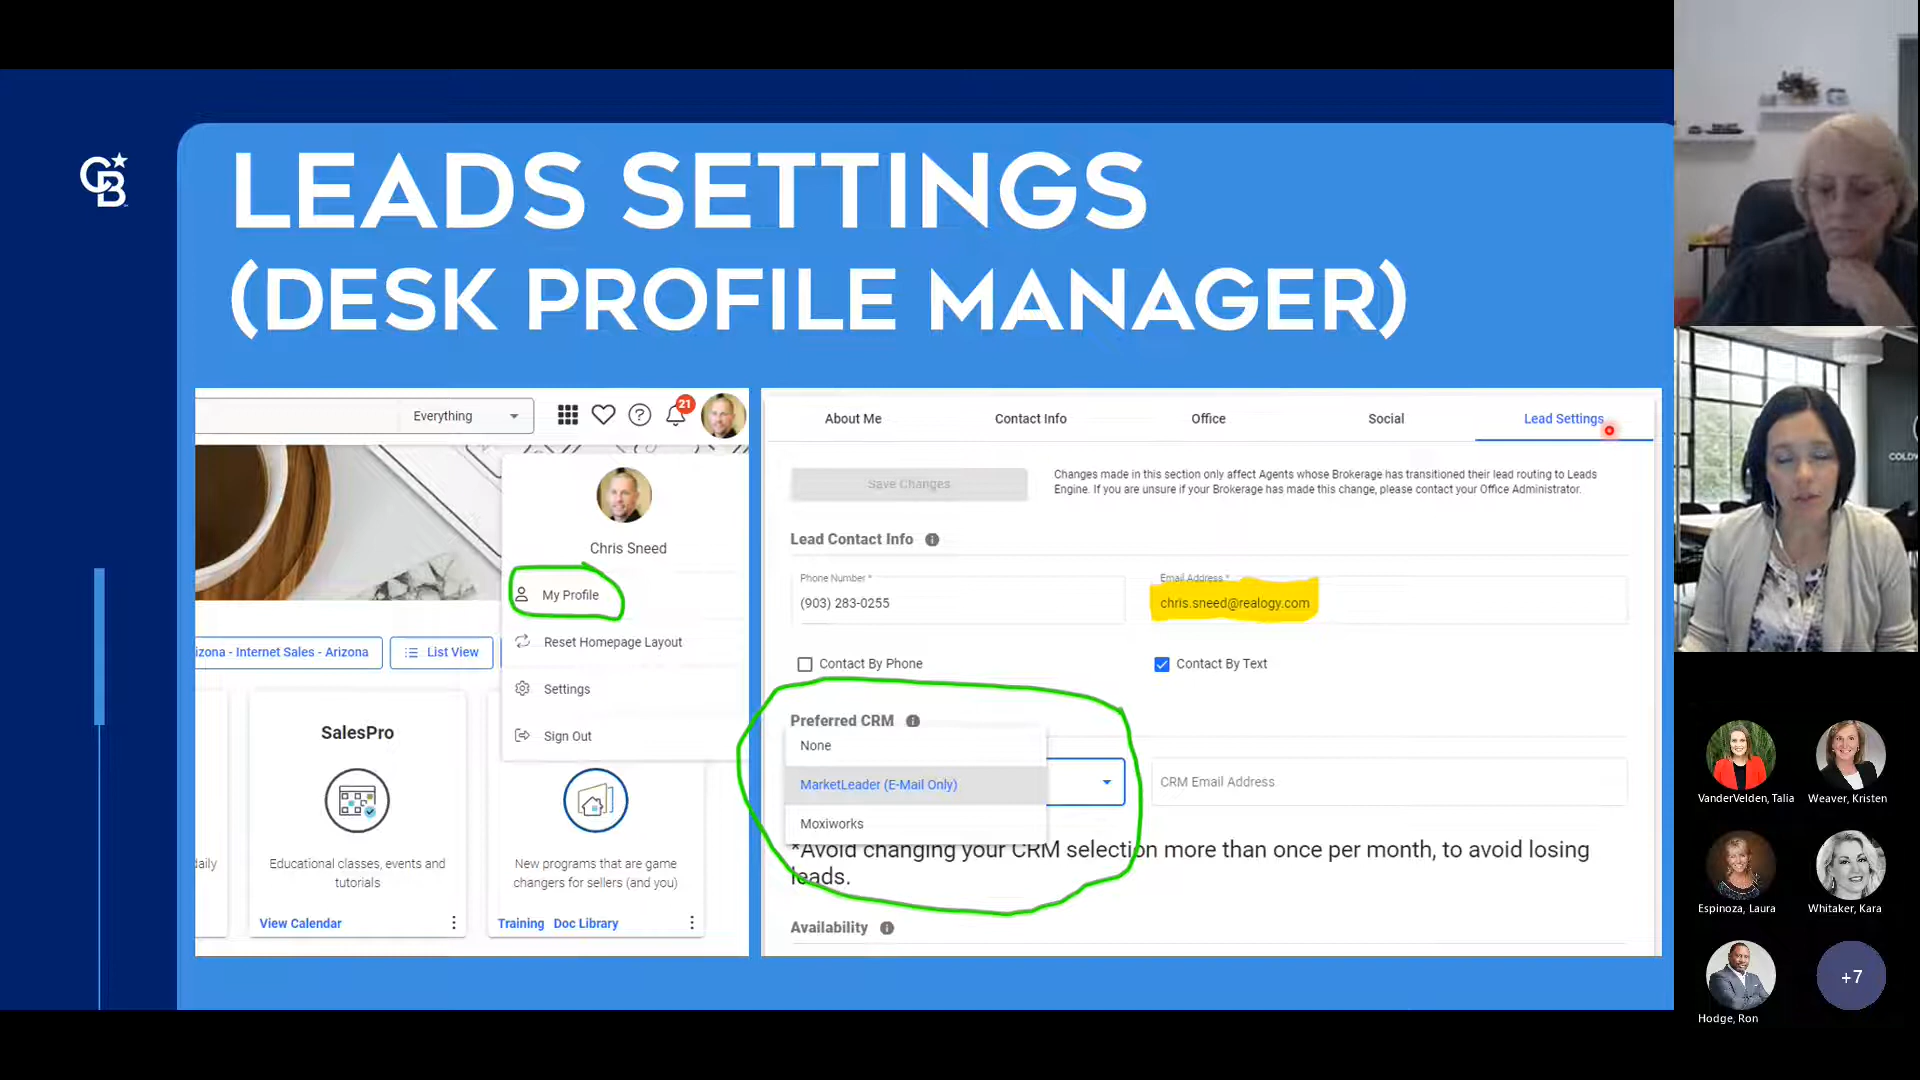 CB
LEADS SETTINGS
(DESK PROFILE MANAGER)
Everything
21
Chris Sneed
My Profile
Reset Homepage Layout
Settings
Sign Out
izona - Internet Sales - Arizona
List View
daily
SalesPro
Educational classes, events and
tutorials
View Calendar
New programs that are game
changers for sellers (and you)
Training Doc Library
About Me
Contact Info
Office
Social
Lead Settings
Save Changes
Changes made in this section only affect Agents whose Brokerage has transitioned their lead routing to Leads
Engine. If you are unsure if your Brokerage has made this change, please contact your Office Administrator.
Lead Contact Info
Phone Number *
(903) 283-0255
Email Address *
chris.sneed@realogy.com
Contact By Phone
Contact By Text
Preferred CRM
None
MarketLeader (E-Mail Only)
Moxiworks
CRM Email Address
*Avoid changing your CRM selection more than once per month, to avoid losing
leads.
Availability
COLDW
VanderVelden, Talia
Weaver, Kristen
Espinoza, Laura
Whitaker, Kara
Hodge, Ron
+7